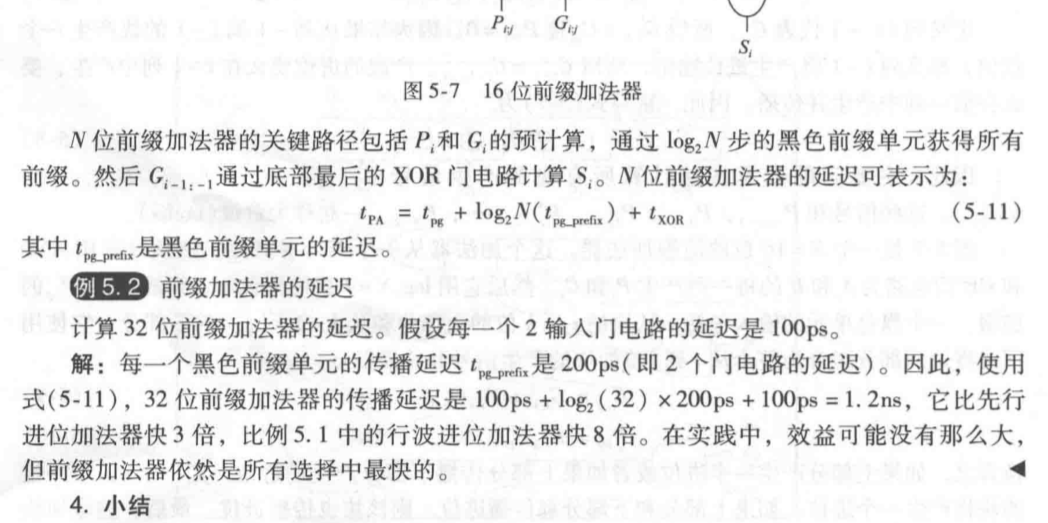 P_{ij} G_{ij}
S_i
图 5-7 16 位前缀加法器
N 位前缀加法器的关键路径包括 P_i 和 G_i 的预计算，通过 log_2 N 步的黑色前缀单元获得所有
前缀。然后 G_{i-1:-1} 通过底部最后的 XOR 门电路计算 S_i。N 位前缀加法器的延迟可表示为：
t_{PA} = t_{pg} + log_2 N(t_{pg_prefix}) + t_{XOR} (5-11)
其中 t_{pg_prefix} 是黑色前缀单元的延迟。
例 5.2 前缀加法器的延迟
计算 32 位前缀加法器的延迟。假设每一个 2 输入门电路的延迟是 100ps。
解：每一个黑色前缀单元的传播延迟 t_{pg_prefix} 是 200ps(即 2 个门电路的延迟)。因此，使用
式(5-11)，32 位前缀加法器的传播延迟是 100ps + log_2(32) × 200ps + 100ps = 1.2ns，它比先行
进位加法器快 3 倍，比例 5.1 中的行波进位加法器快 8 倍。在实践中，效益可能没有那么大，
但前缀加法器依然是所有选择中最快的。 ◀
4. 小结